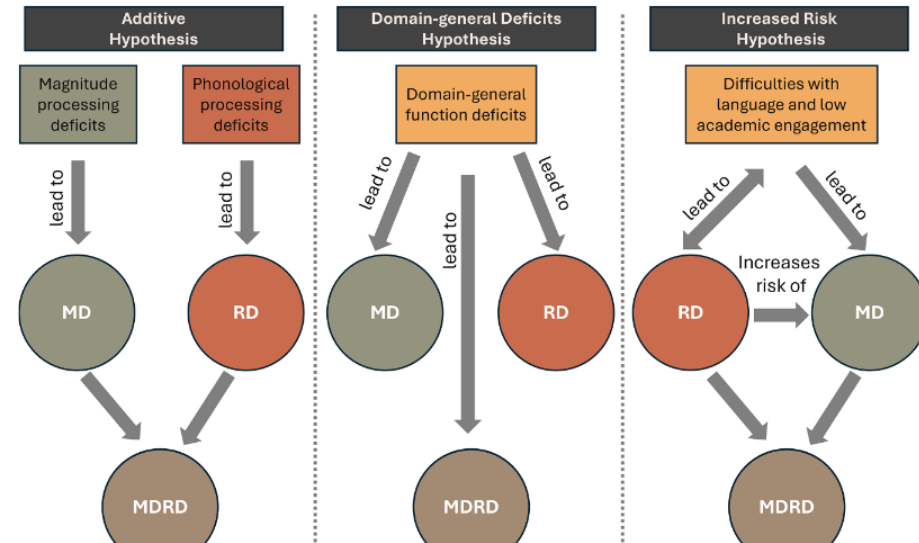 Additive
Hypothesis
Magnitude
processing
deficits
Phonological
processing
deficits
lead to
lead to
MD
RD
MDRD
Domain-general Deficits
Hypothesis
Domain-general
function deficits
lead to
lead to
lead to
MD
RD
MDRD
Increased Risk
Hypothesis
Difficulties with
language and low
academic engagement
lead to
lead to
Increases
risk of
RD
MD
MDRD